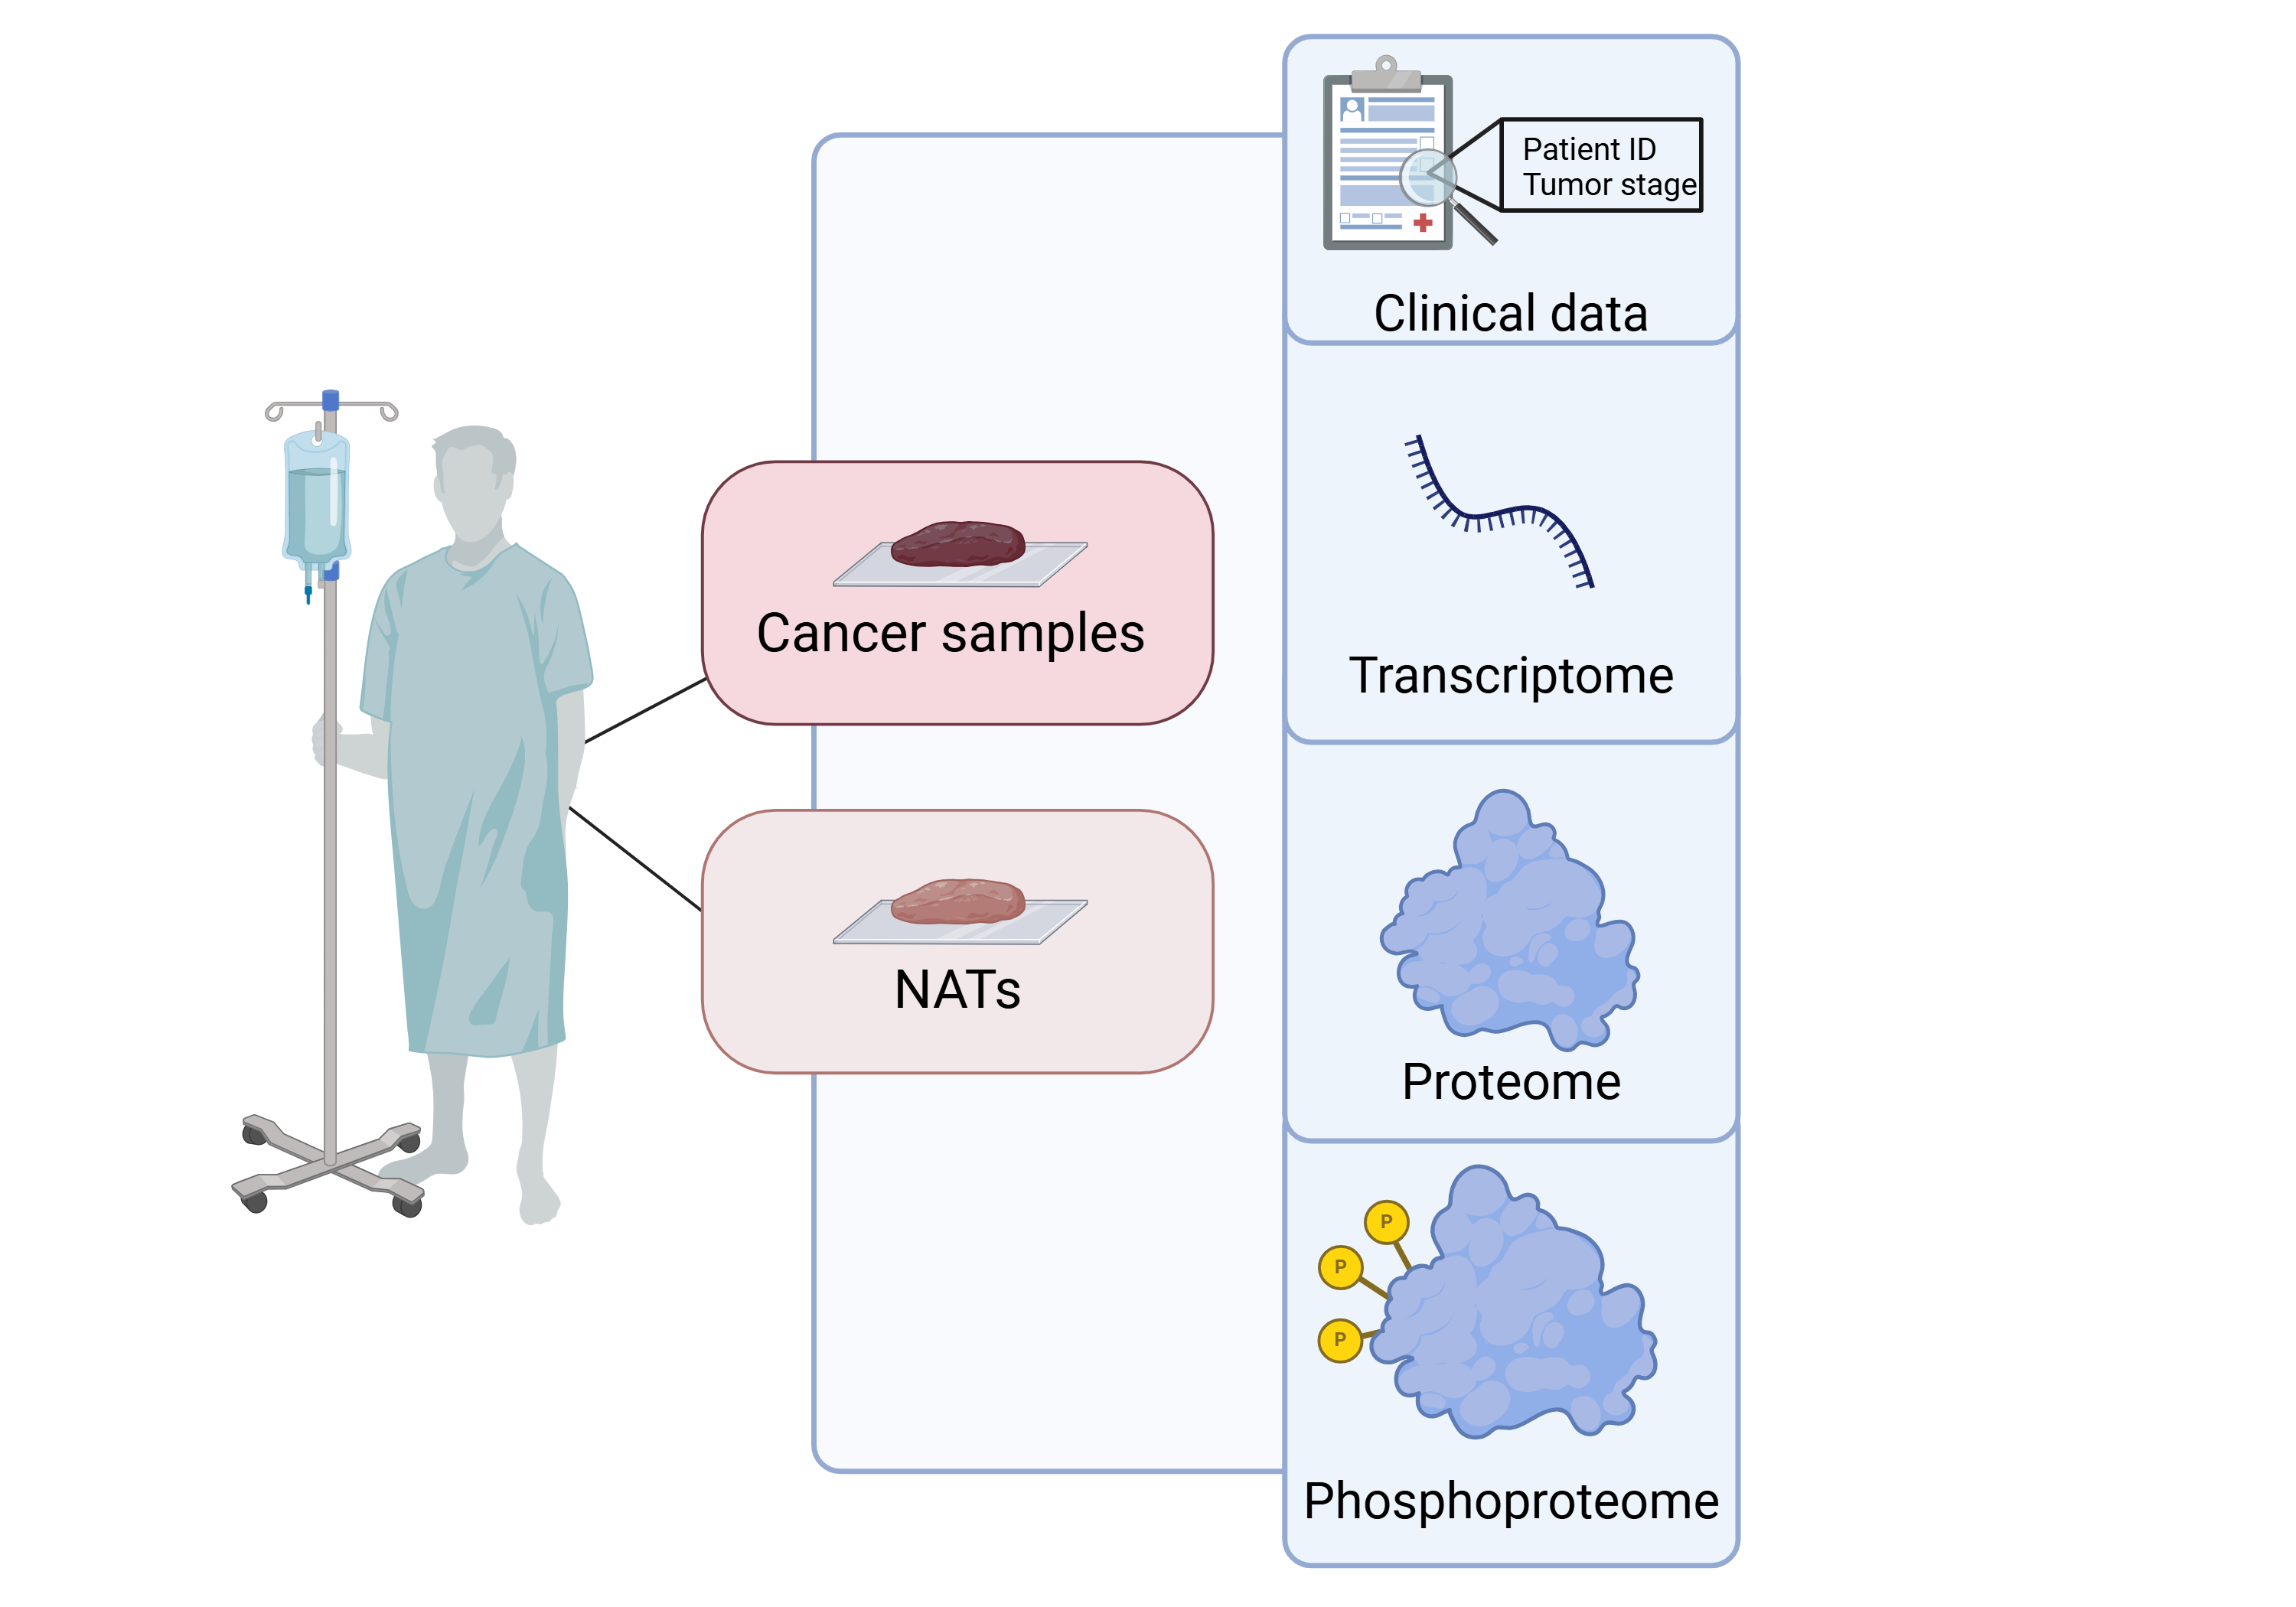 Patient ID
Tumor stage
Clinical data
Cancer samples
Transcriptome
NATs
Proteome
P
P
P
Phosphoproteome